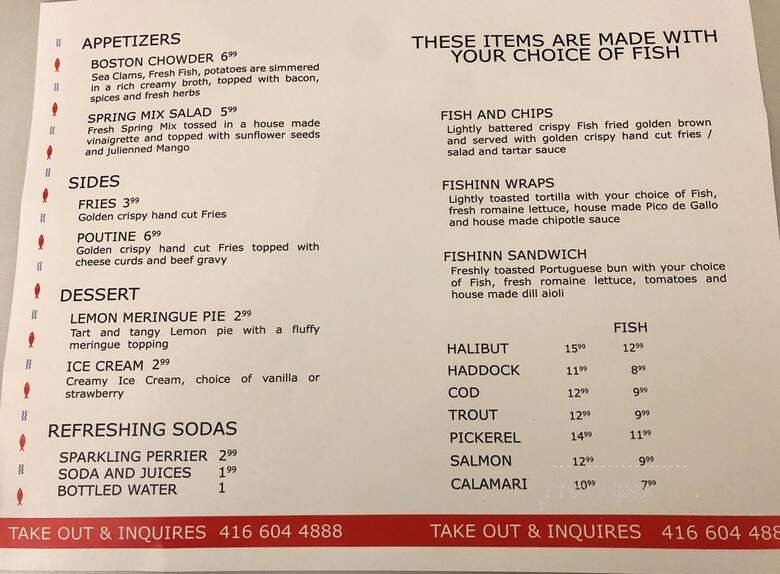 APPETIZERS
BOSTON CHOWDER 6.99
Sea Clams, Fresh Fish, potatoes are simmered
in a rich creamy broth, topped with bacon,
spices and fresh herbs
SPRING MIX SALAD 5.99
Fresh Spring Mix tossed in a house made
vinaigrette and topped with sunflower seeds
and julienned Mango
SIDES
FRIES 3.99
Golden crispy hand cut Fries
POUTINE 6.99
Golden crispy hand cut Fries topped with
cheese curds and beef gravy
DESSERT
LEMON MERINGUE PIE 2.99
Tart and tangy Lemon pie with a fluffy
meringue topping
ICE CREAM 2.99
Creamy Ice Cream, choice of vanilla or
strawberry
REFRESHING SODAS
SPARKLING PERRIER 2.99
SODA AND JUICES 1.99
BOTTLED WATER 1
THESE ITEMS ARE MADE WITH
YOUR CHOICE OF FISH
FISH AND CHIPS
Lightly battered crispy Fish fried golden brown
and served with golden crispy hand cut fries /
salad and tartar sauce
FISHINN WRAPS
Lightly toasted tortilla with your choice of Fish,
fresh romaine lettuce, house made Pico de Gallo
and house made chipotle sauce
FISHINN SANDWICH
Freshly toasted Portuguese bun with your choice
of Fish, fresh romaine lettuce, tomatoes and
house made dill aioli
FISH
HALIBUT 15.99 12.99
HADDOCK 11.99 8.99
COD 12.99 9.99
TROUT 12.99 9.99
PICKEREL 14.99 11.99
SALMON 12.99 9.99
CALAMARI 10.99 7.99
TAKE OUT & INQUIRES 416 604 4888
TAKE OUT & INQUIRES 416 604 488